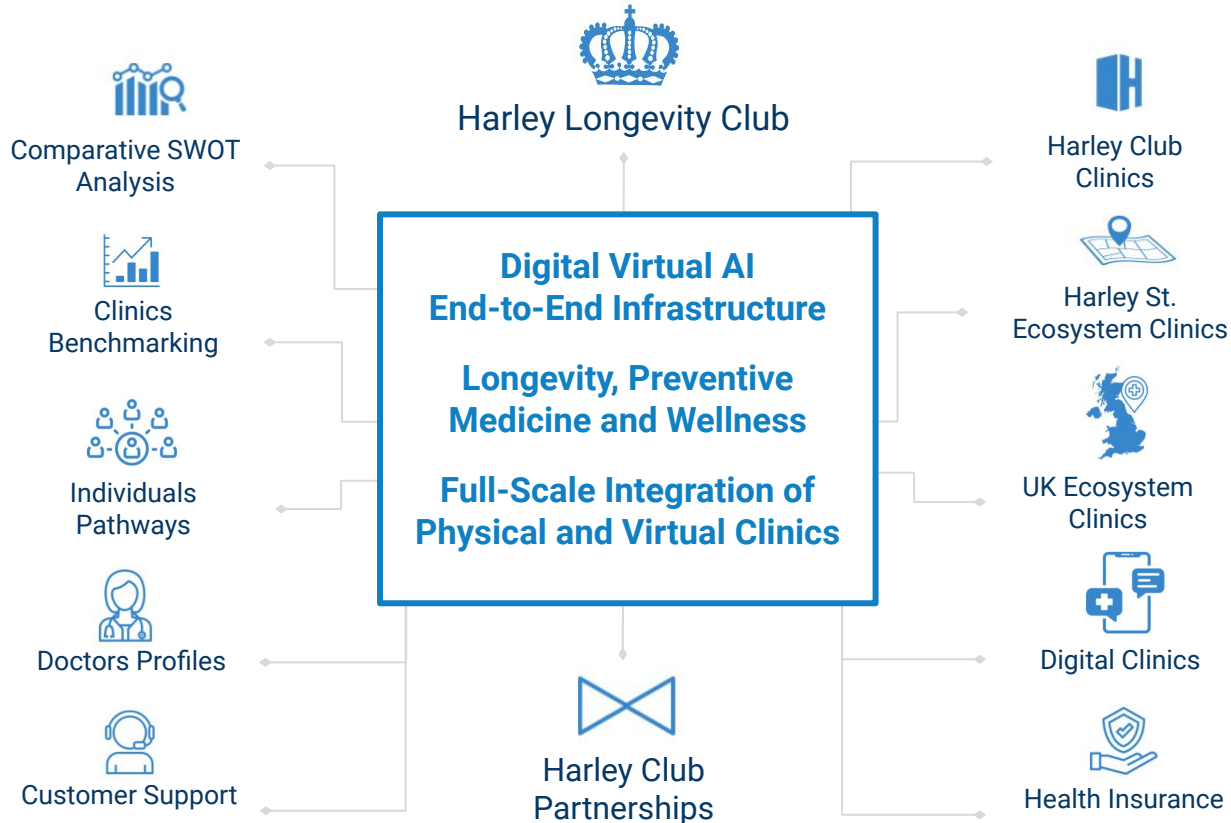 Harley Longevity Club
Comparative SWOT
Analysis
Clinics
Benchmarking
Individuals
Pathways
Doctors Profiles
Customer Support
Digital Virtual AI
End-to-End Infrastructure
Longevity, Preventive
Medicine and Wellness
Full-Scale Integration of
Physical and Virtual Clinics
Harley Club
Partnerships
H
Harley Club
Clinics
Harley St.
Ecosystem Clinics
UK Ecosystem
Clinics
Digital Clinics
Health Insurance